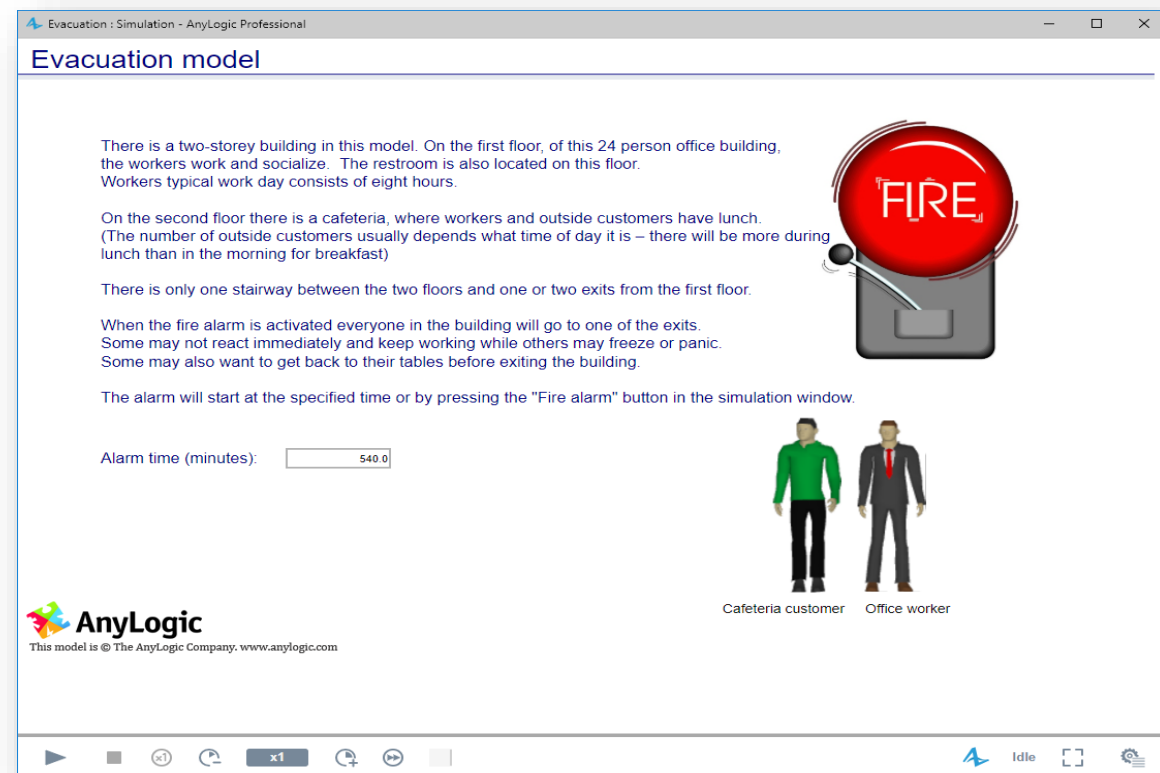 Evacuation : Simulation - AnyLogic Professional
Evacuation model
There is a two-storey building in this model. On the first floor, of this 24 person office building,
the workers work and socialize. The restroom is also located on this floor.
Workers typical work day consists of eight hours.
On the second floor there is a cafeteria, where workers and outside customers have lunch.
(The number of outside customers usually depends what time of day it is – there will be more during
lunch than in the morning for breakfast)
There is only one stairway between the two floors and one or two exits from the first floor.
When the fire alarm is activated everyone in the building will go to one of the exits.
Some may not react immediately and keep working while others may freeze or panic.
Some may also want to get back to their tables before exiting the building.
The alarm will start at the specified time or by pressing the "Fire alarm" button in the simulation window.
FIRE
Alarm time (minutes): 540.0
Cafeteria customer Office worker
AnyLogic
This model is © The AnyLogic Company. www.anylogic.com
x1 x1 Idle